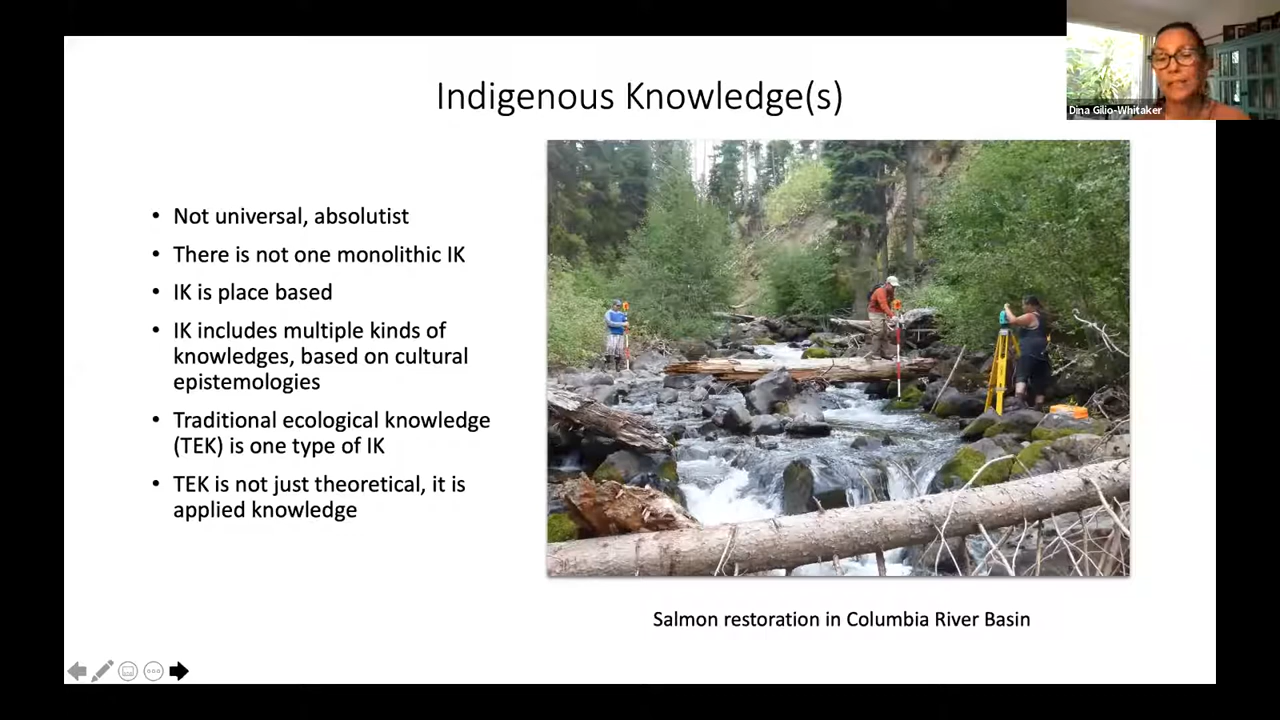 Dina Gilio-Whitaker
Indigenous Knowledge(s)
• Not universal, absolutist
• There is not one monolithic IK
• IK is place based
• IK includes multiple kinds of
knowledges, based on cultural
epistemologies
• Traditional ecological knowledge
(TEK) is one type of IK
• TEK is not just theoretical, it is
applied knowledge
Salmon restoration in Columbia River Basin